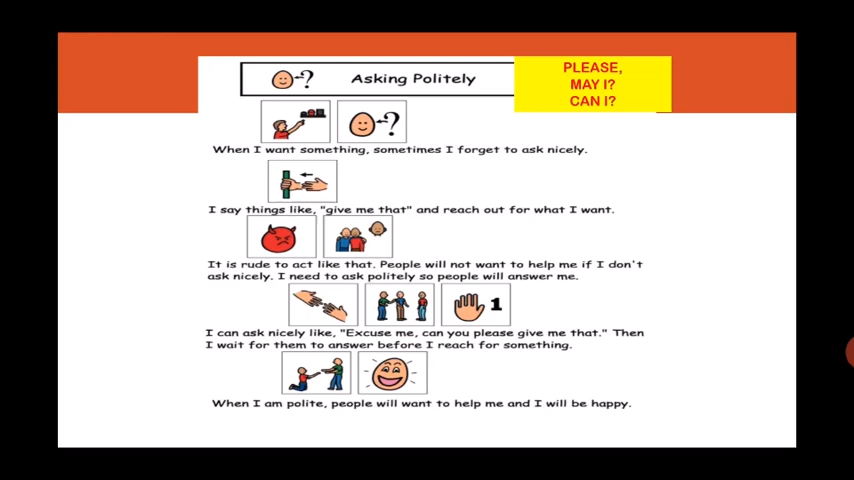 ? Asking Politely
PLEASE,
MAY I?
CAN I?
?
When I want something, sometimes I forget to ask nicely.
I say things like, "give me that" and reach out for what I want.
It is rude to act like that. People will not want to help me if I don't
ask nicely. I need to ask politely so people will answer me.
1
I can ask nicely like, "Excuse me, can you please give me that." Then
I wait for them to answer before I reach for something.
When I am polite, people will want to help me and I will be happy.